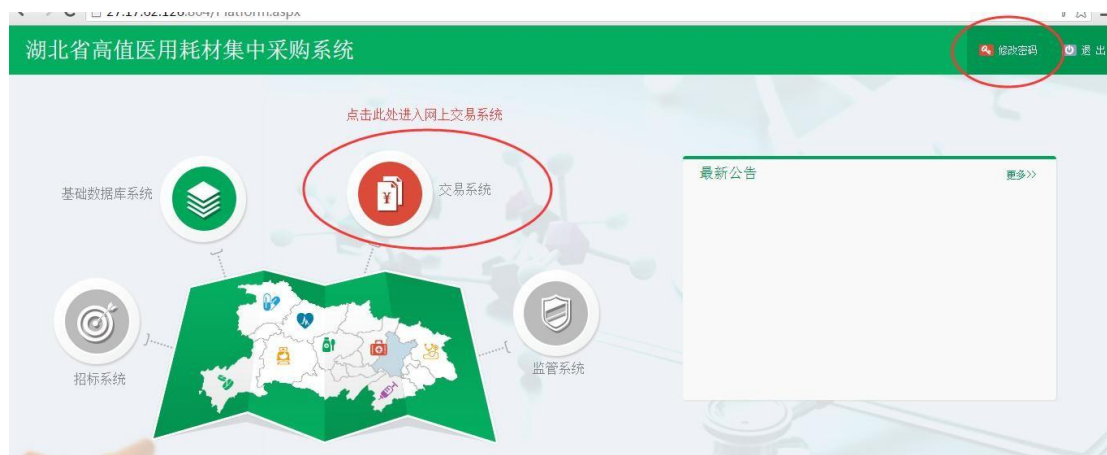 湖北省高值医用耗材集中采购系统
修改密码
退出
点击此处进入网上交易系统
基础数据库系统
交易系统
最新公告
更多>>
招标系统
监管系统